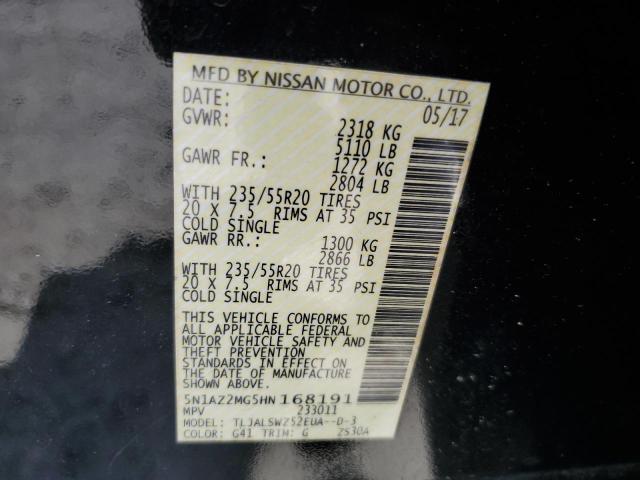 MFD BY NISSAN MOTOR CO., LTD.
DATE: 05/17
GVWR: 2318 KG
5110 LB
GAWR FR.: 1272 KG
2804 LB
WITH 235/55R20 TIRES
20 X 7.5 RIMS AT 35 PSI
COLD SINGLE
GAWR RR.: 1300 KG
2866 LB
WITH 235/55R20 TIRES
20 X 7.5 RIMS AT 35 PSI
COLD SINGLE
THIS VEHICLE CONFORMS TO
ALL APPLICABLE FEDERAL
MOTOR VEHICLE SAFETY AND
THEFT PREVENTION
STANDARDS IN EFFECT ON
THE DATE OF MANUFACTURE
SHOWN ABOVE.
5N1AZ2MG5HN168191
MPV 233011
MODEL: TLJALSWZ52EUA--D-3
COLOR: G41 TRIM: G ZS30A